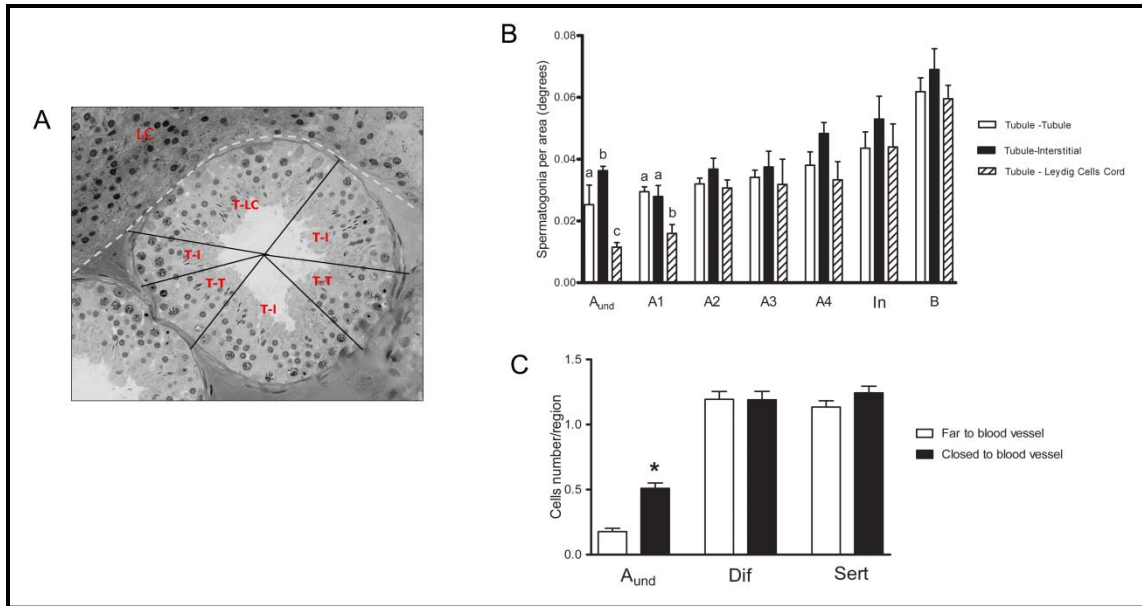 A
LC
T-LC
T-I
T-I
T-T
T-T
T-I
B
Spermatogonia per area (degrees)
0.08
0.06
0.04
0.02
0.00
a
b
c
a
a
b
Aund
A1
A2
A3
A4
In
B
Tubule -Tubule
Tubule-Interstitial
Tubule - Leydig Cells Cord
C
Cells number/region
1.5
1.0
0.5
0.0
*
Aund
Dif
Sert
Far to blood vessel
Closed to blood vessel